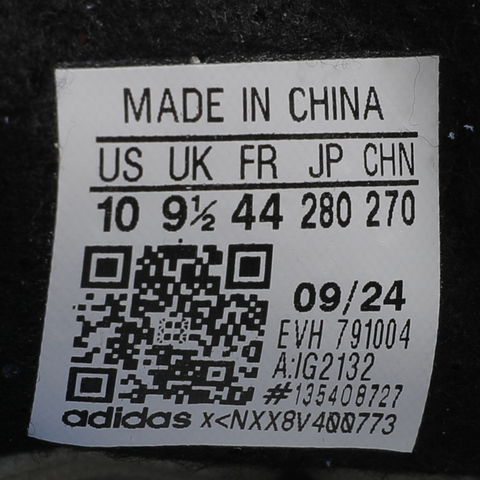 MADE IN CHINA
US UK FR JP CHN
10 9½ 44 280 270
09/24
EVH 791004
A:IG2132
#135408727
adidas x<NXX8V400773